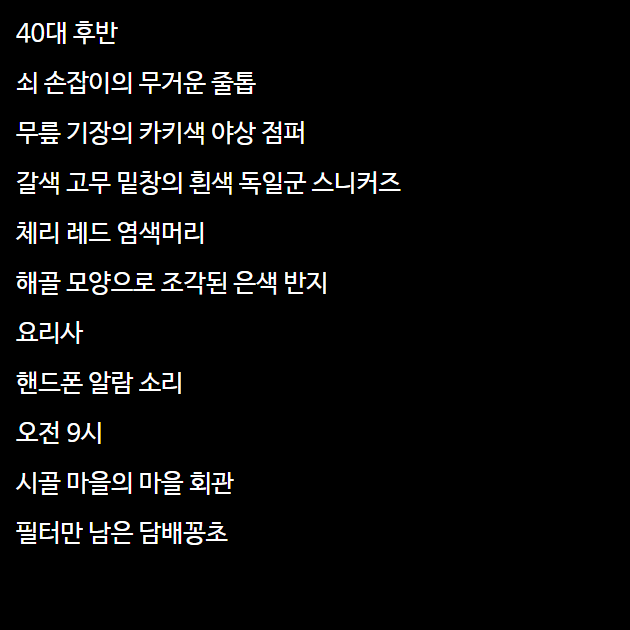 40대 후반
쇠 손잡이의 무거운 줄톱
무릎 기장의 카키색 야상 점퍼
갈색 고무 밑창의 흰색 독일군 스니커즈
체리 레드 염색머리
해골 모양으로 조각된 은색 반지
요리사
핸드폰 알람 소리
오전 9시
시골 마을의 마을 회관
필터만 남은 담배꽁초